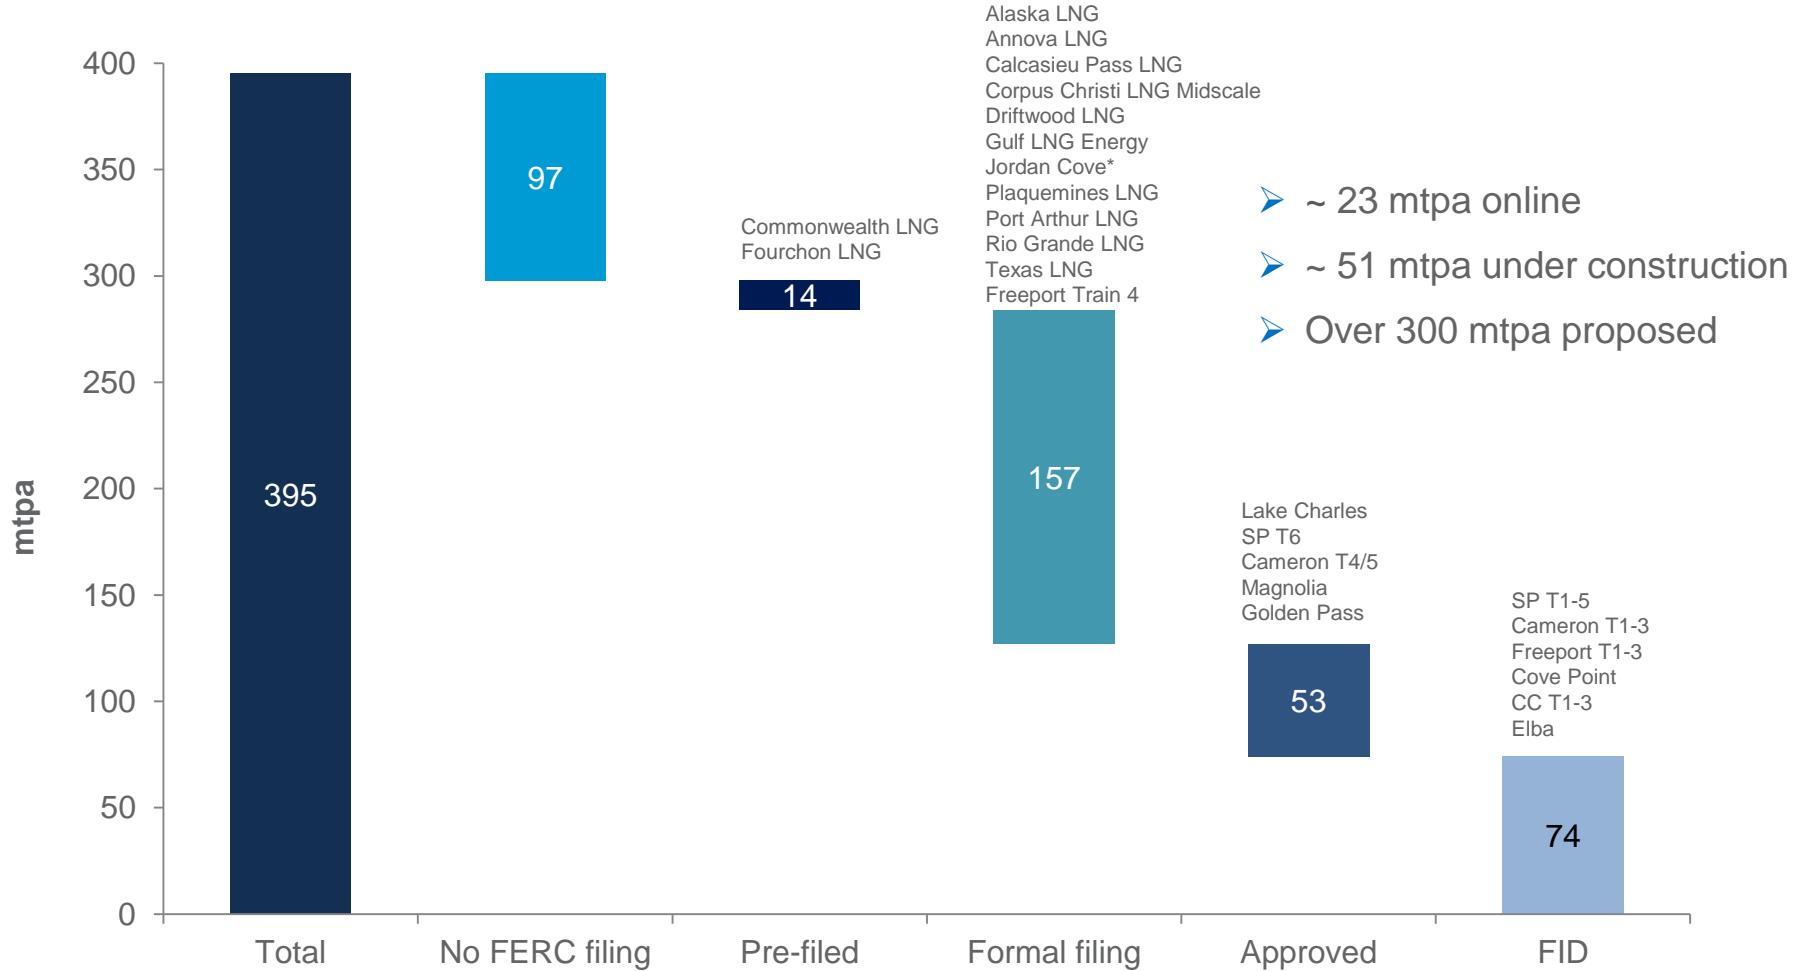 Alaska LNG
Annova LNG
Calcasieu Pass LNG
Corpus Christi LNG Midscale
Driftwood LNG
Gulf LNG Energy
Jordan Cove*
Plaquemines LNG
Port Arthur LNG
Rio Grande LNG
Texas LNG
Freeport Train 4
Commonwealth LNG
Fourchon LNG
~ 23 mtpa online
~ 51 mtpa under construction
Over 300 mtpa proposed
Lake Charles
SP T6
Cameron T4/5
Magnolia
Golden Pass
SP T1-5
Cameron T1-3
Freeport T1-3
Cove Point
CC T1-3
Elba
mtpa
400
350
300
250
200
150
100
50
0
395
97
14
157
53
74
Total
No FERC filing
Pre-filed
Formal filing
Approved
FID